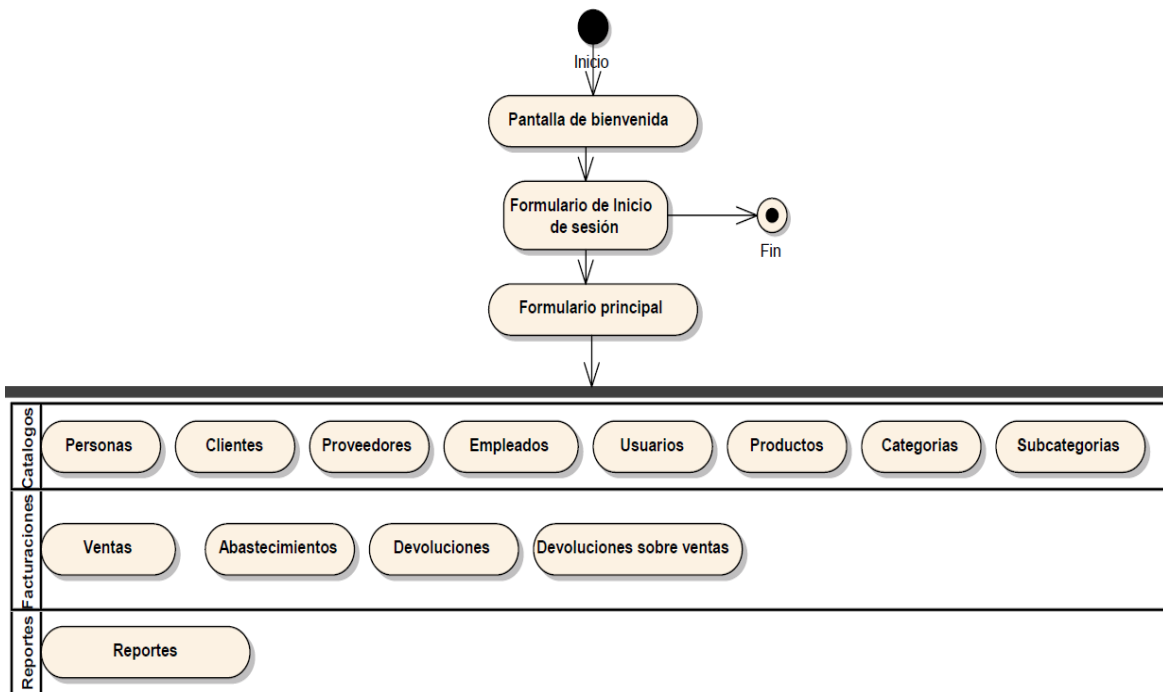 Inicio
Pantalla de bienvenida
Formulario de Inicio
de sesión
Fin
Formulario principal
Catalogos
Personas
Clientes
Proveedores
Empleados
Usuarios
Productos
Categorias
Subcategorias
Facturaciones
Ventas
Abastecimientos
Devoluciones
Devoluciones sobre ventas
Reportes
Reportes